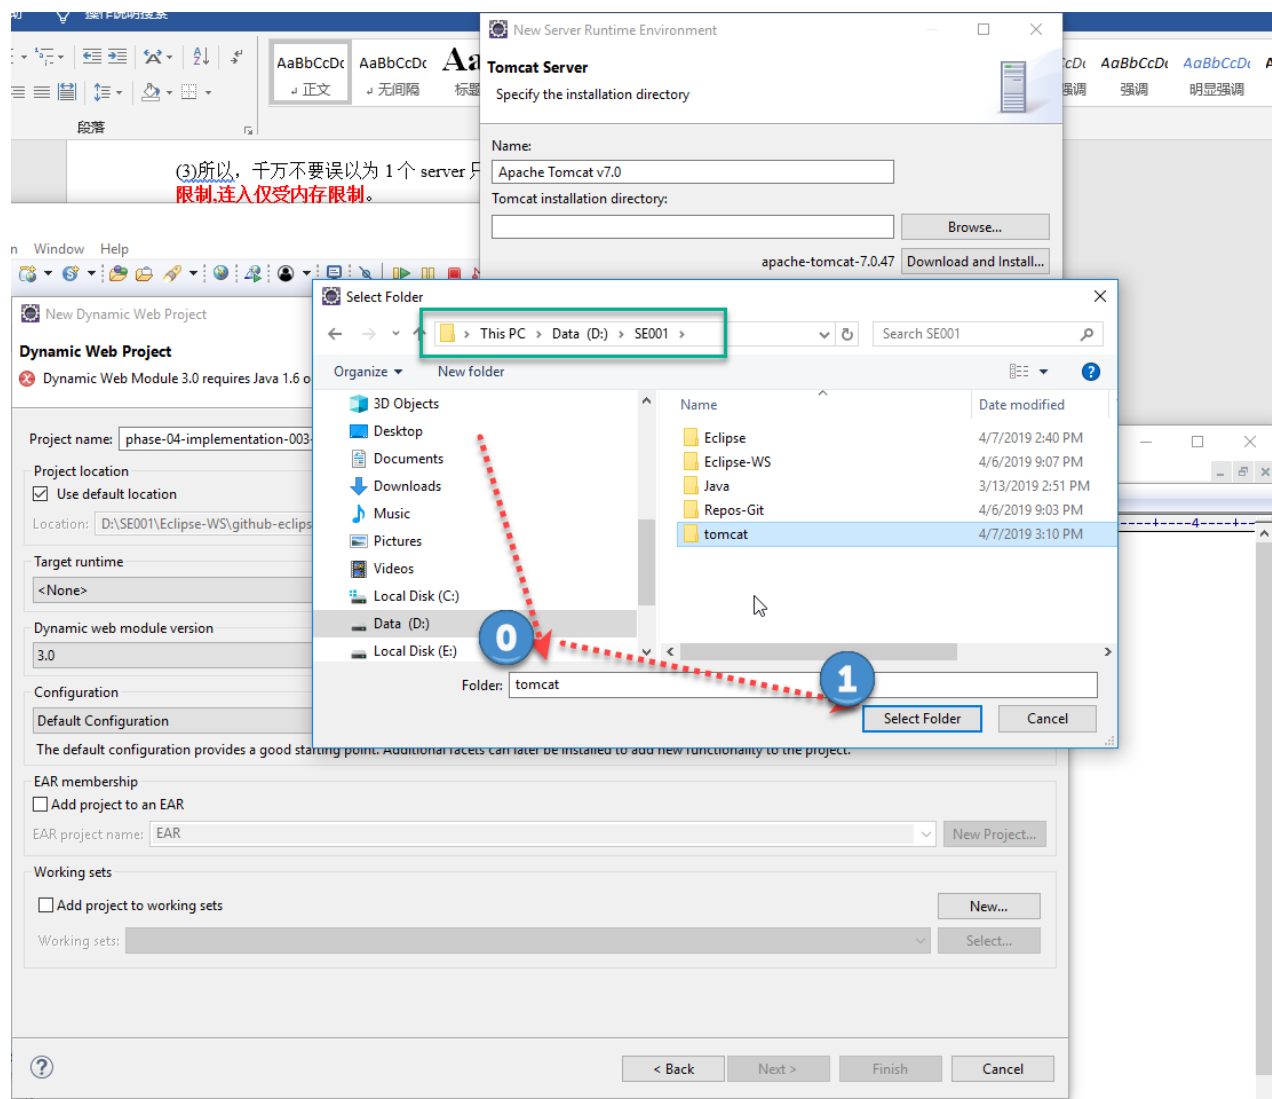 操作说明搜索
New Server Runtime Environment
AaBbCcDc AaBbCcDc
正文 无间隔 标题
AaBbCcDc AaBbCcDc
强调 强调 明显强调
段落
Tomcat Server
Specify the installation directory
(3)所以，千万不要误以为 1 个 server 只
限制,连入仅受内存限制。
Name:
Apache Tomcat v7.0
Tomcat installation directory:
Browse...
apache-tomcat-7.0.47 Download and Install...
Window Help
New Dynamic Web Project
Dynamic Web Project
Dynamic Web Module 3.0 requires Java 1.6 o
Project name: phase-04-implementation-003-
Project location
Use default location
Location: D:\SE001\Eclipse-WS\github-eclips
Target runtime
<None>
Dynamic web module version
3.0
Configuration
Default Configuration
The default configuration provides a good starting point. Additional facets can later be installed to add new functionality to the project.
EAR membership
Add project to an EAR
EAR project name: EAR
New Project...
Working sets
Add project to working sets
New...
Working sets:
Select...
< Back Next > Finish Cancel
Select Folder
This PC > Data (D:) > SE001 >
Search SE001
Organize New folder
3D Objects
Desktop
Documents
Downloads
Music
Pictures
Videos
Local Disk (C:)
Data (D:)
Local Disk (E:)
Name Date modified
Eclipse 4/7/2019 2:40 PM
Eclipse-WS 4/6/2019 9:07 PM
Java 3/13/2019 2:51 PM
Repos-Git 4/6/2019 9:03 PM
tomcat 4/7/2019 3:10 PM
0
1
Folder: tomcat
Select Folder Cancel
----+----4----+--